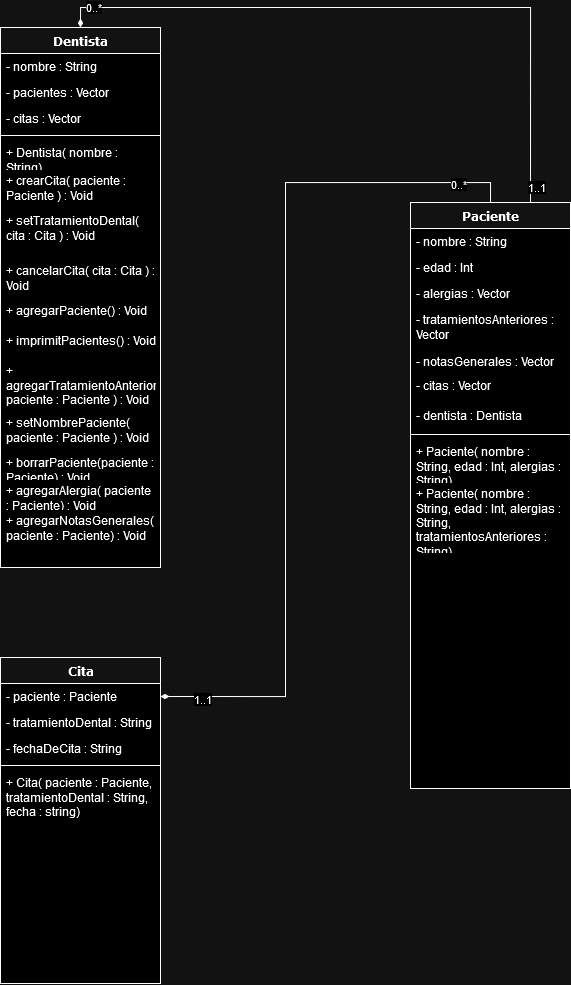 0..*
Dentista
- nombre : String
- pacientes : Vector
- citas : Vector
+ Dentista( nombre :
String)
+ crearCita( paciente :
Paciente ) : Void
+ setTratamientoDental(
cita : Cita ) : Void
+ cancelarCita( cita : Cita ) :
Void
+ agregarPaciente() : Void
+ imprimitPacientes() : Void
+
agregarTratamientoAnterior
paciente : Paciente ) : Void
+ setNombrePaciente(
paciente : Paciente ) : Void
+ borrarPaciente(paciente :
Paciente) : Void
+ agregarAlergia( paciente
: Paciente) : Void
+ agregarNotasGenerales(
paciente : Paciente) : Void
1..1
0..*
Paciente
- nombre : String
- edad : Int
- alergias : Vector
- tratamientosAnteriores :
Vector
- notasGenerales : Vector
- citas : Vector
- dentista : Dentista
+ Paciente( nombre :
String, edad : Int, alergias :
String)
+ Paciente( nombre :
String, edad : Int, alergias :
String,
tratamientosAnteriores :
String)
Cita
- paciente : Paciente
- tratamientoDental : String
- fechaDeCita : String
+ Cita( paciente : Paciente,
tratamientoDental : String,
fecha : string)
1..1